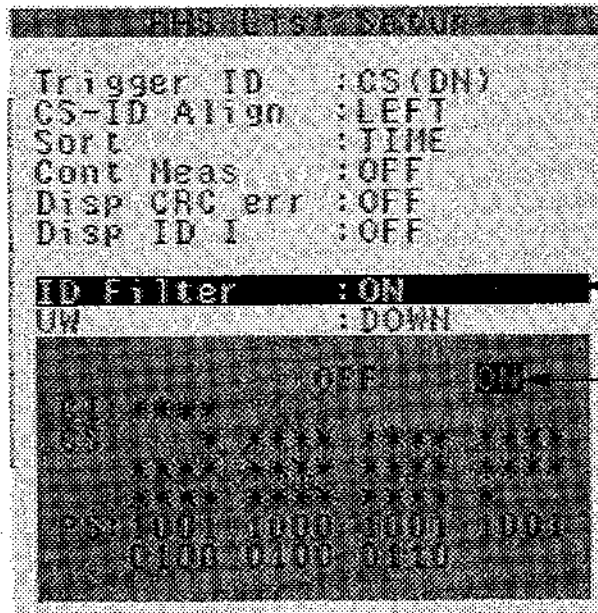 PHS List Setup
Trigger ID :CS(DN)
CS-ID Align :LEFT
Sort :TIME
Cont Meas :OFF
Disp CRC err :OFF
Disp ID I :OFF
ID Filter :ON
UW :DOWN
OFF ON
CI ****
CS * **** **** ****
**** **** **** ****
**** **** **** *
PS 1001 1000 1001 1001
0100 0100 0110